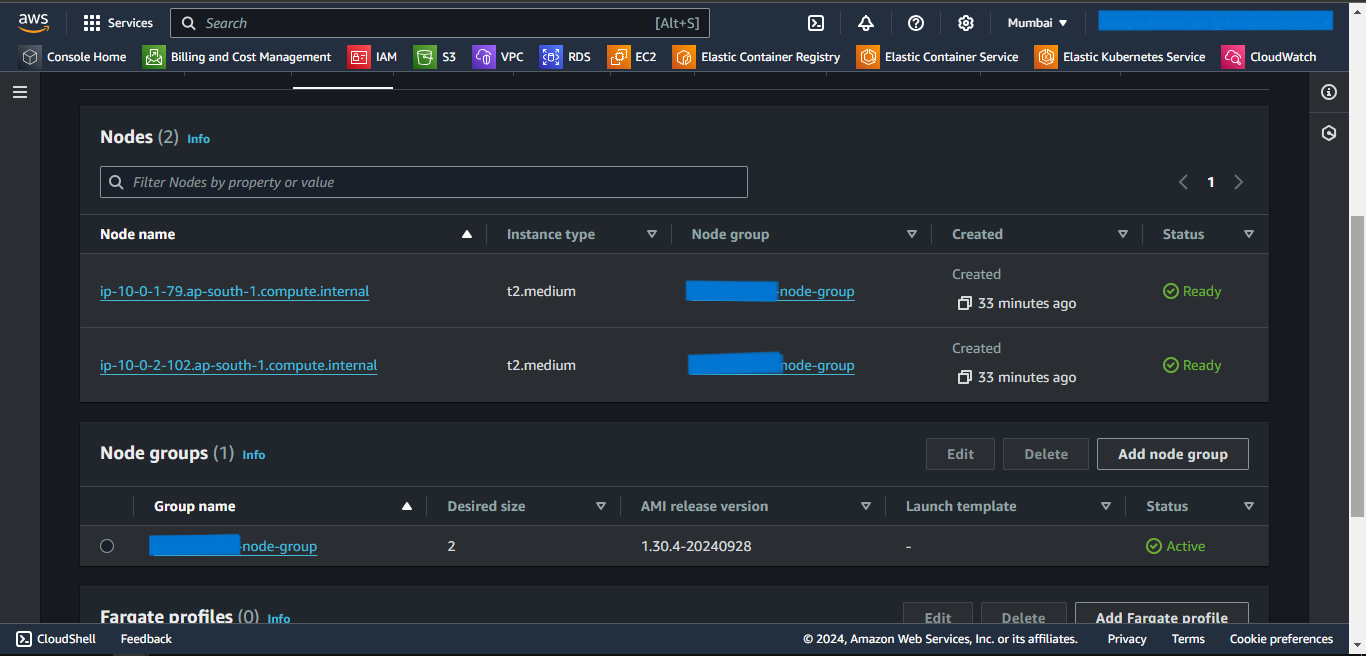 aws Services Search [Alt+S] Mumbai
Console Home Billing and Cost Management IAM S3 VPC RDS EC2 Elastic Container Registry Elastic Container Service Elastic Kubernetes Service CloudWatch
Nodes (2) Info
Filter Nodes by property or value 1
Node name Instance type Node group Created Status
Created
ip-10-0-1-79.ap-south-1.compute.internal t2.medium -node-group Ready
33 minutes ago
Created
ip-10-0-2-102.ap-south-1.compute.internal t2.medium node-group Ready
33 minutes ago
Node groups (1) Info Edit Delete Add node group
Group name Desired size AMI release version Launch template Status
-node-group 2 1.30.4-20240928 - Active
Fargate profiles (0) Info Edit Delete Add Fargate profile
CloudShell Feedback © 2024, Amazon Web Services, Inc. or its affiliates. Privacy Terms Cookie preferences